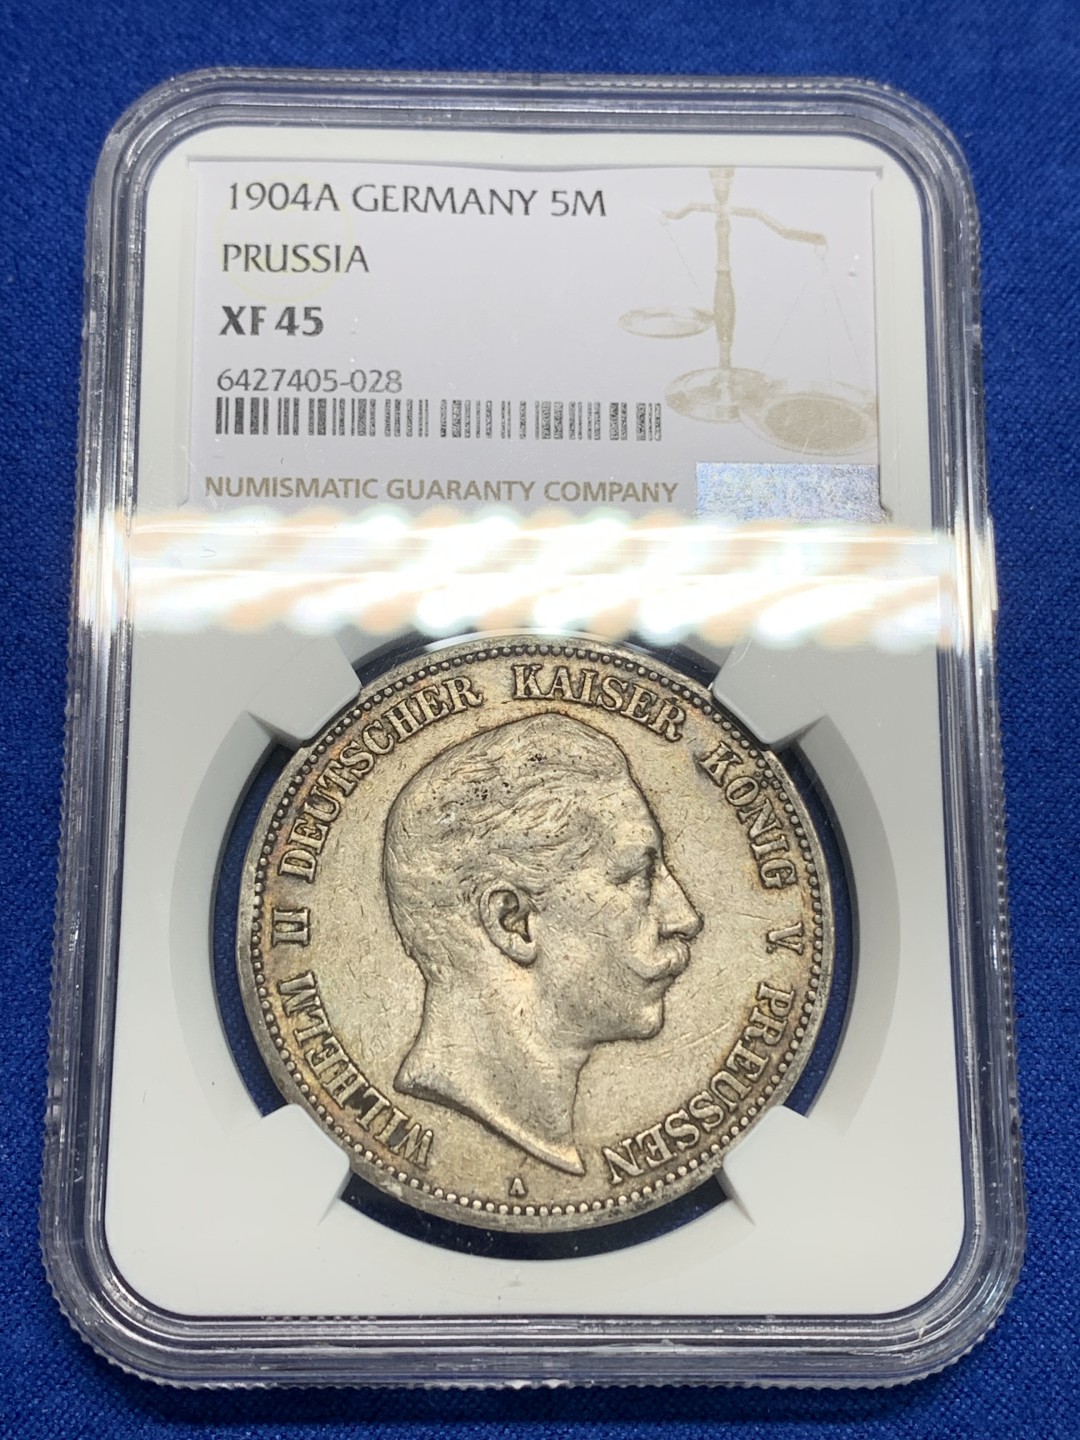 1904A GERMANY 5M
PRUSSIA
XF 45
6427405-028
NUMISMATIC GUARANTY COMPANY
WILHELM II DEUTSCHER KAISER KÖNIG V. PREUSSEN
A